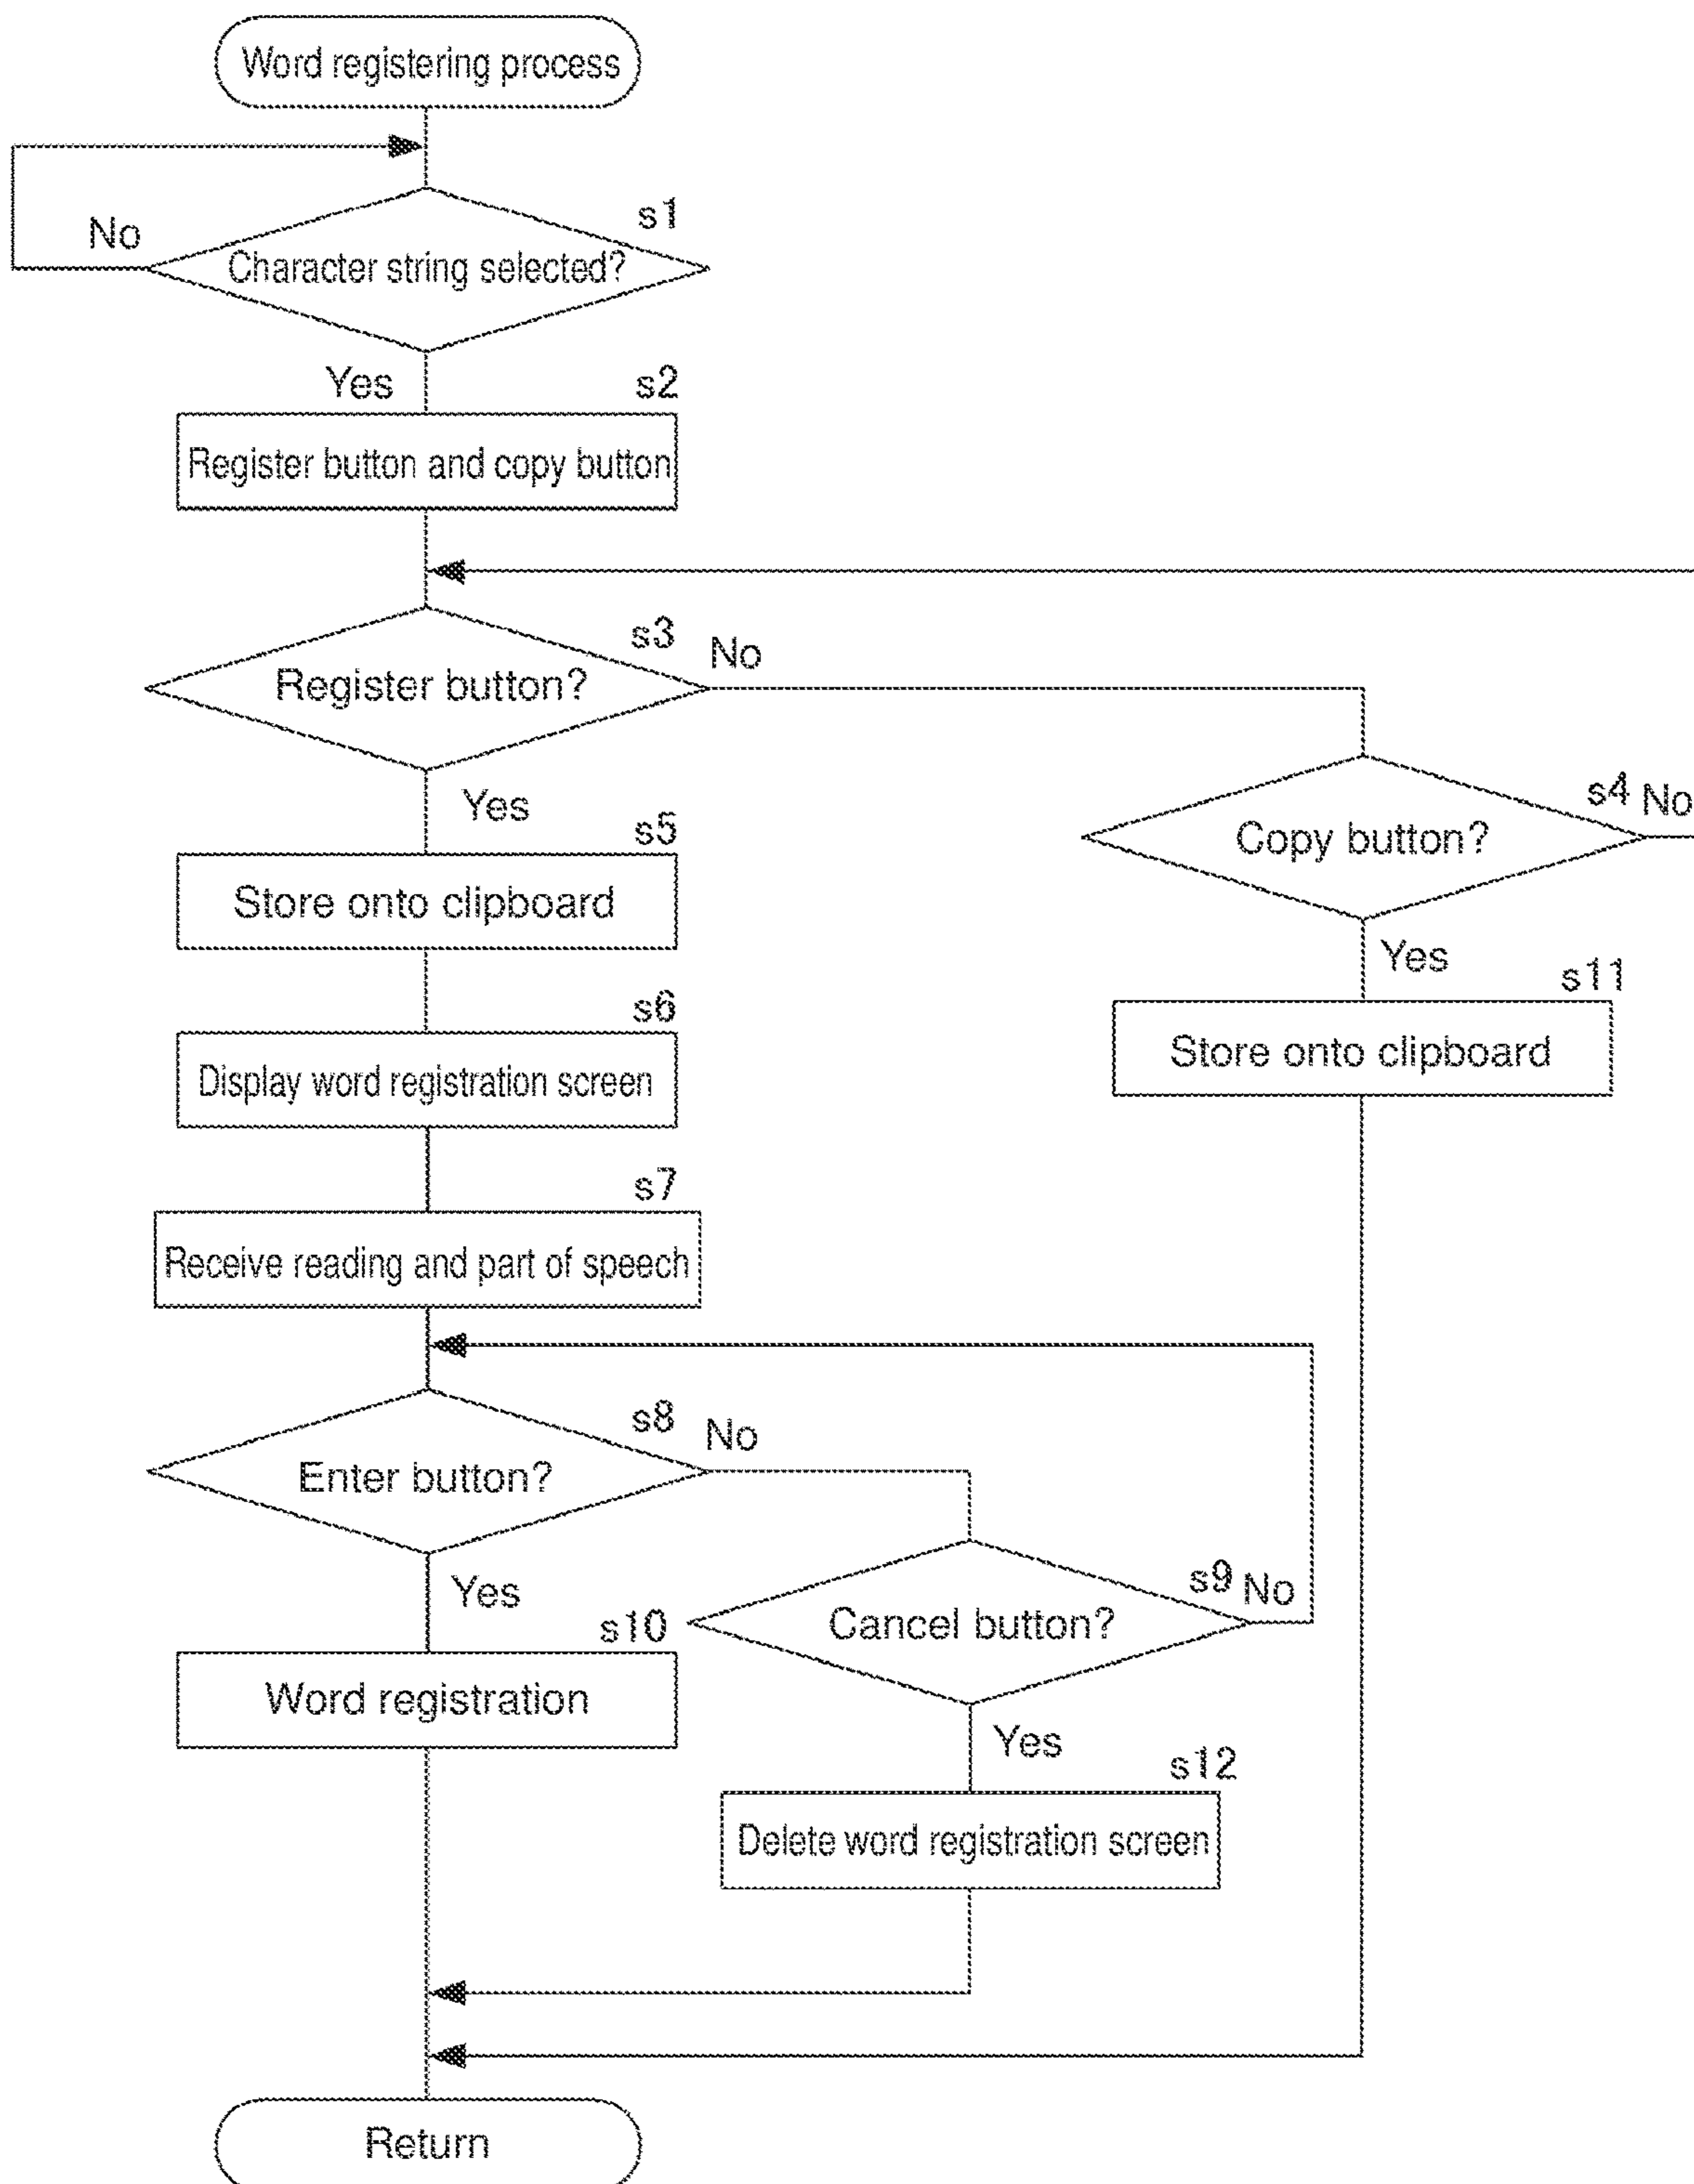 Word registering process
s1
No
Character string selected?
Yes
s2
Register button and copy button
s3
No
Register button?
s4
No
Copy button?
Yes
s5
Store onto clipboard
Yes
s11
Store onto clipboard
s6
Display word registration screen
s7
Receive reading and part of speech
s8
No
Enter button?
s9
No
Cancel button?
Yes
s10
Word registration
Yes
s12
Delete word registration screen
Return